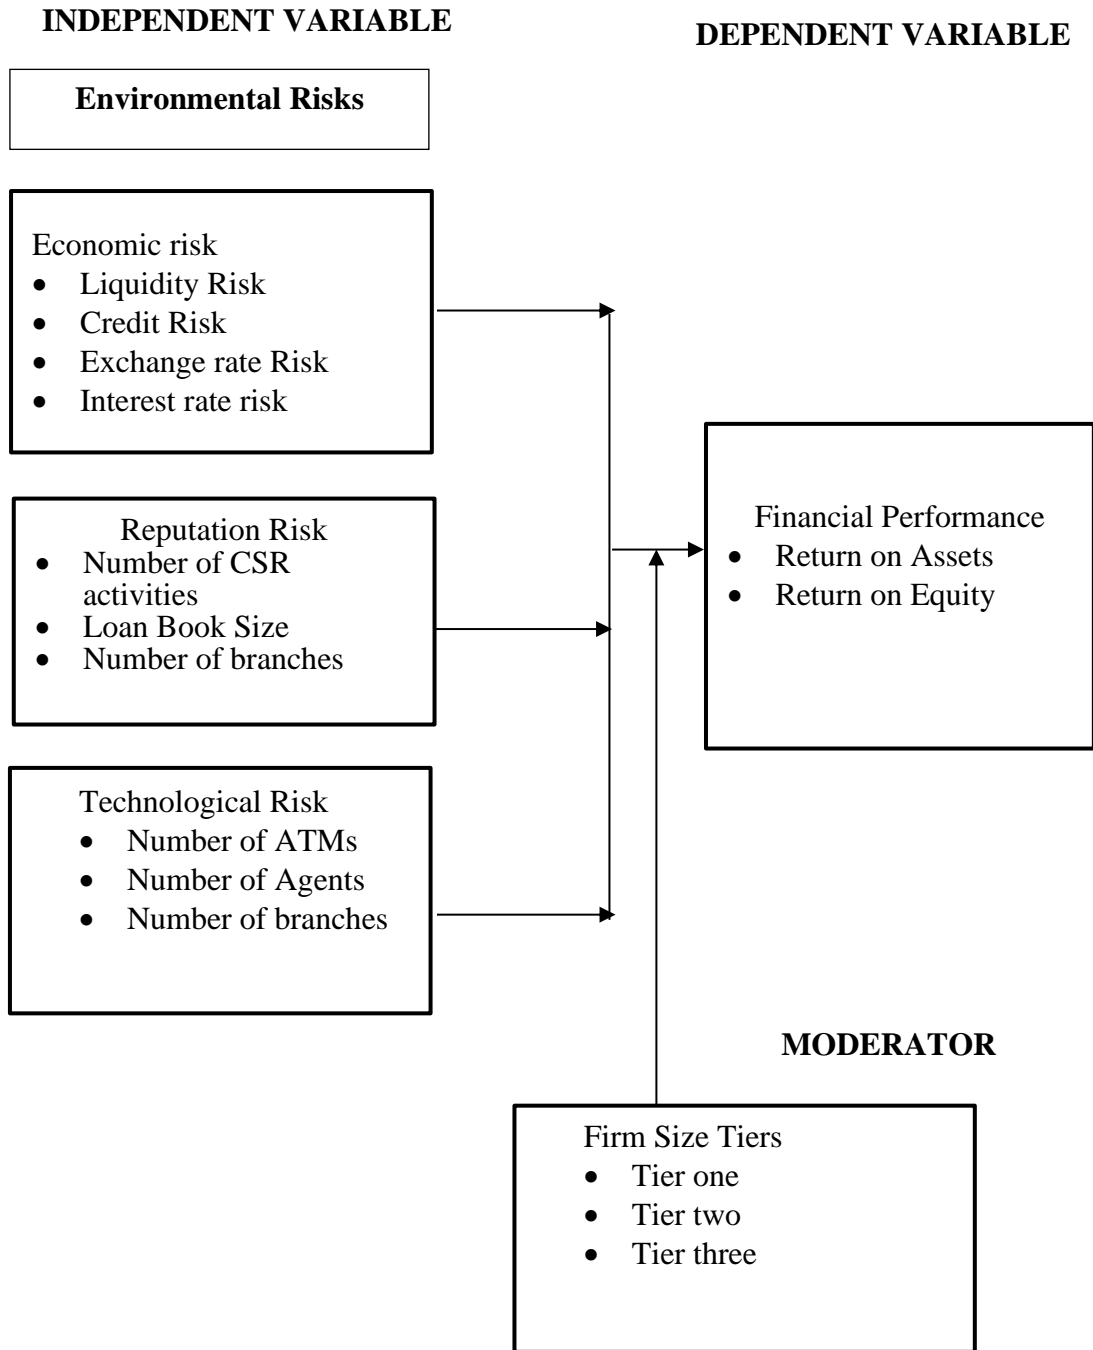 INDEPENDENT VARIABLE
DEPENDENT VARIABLE
Environmental Risks
Economic risk
• Liquidity Risk
• Credit Risk
• Exchange rate Risk
• Interest rate risk
Reputation Risk
• Number of CSR
activities
• Loan Book Size
• Number of branches
Financial Performance
• Return on Assets
• Return on Equity
Technological Risk
• Number of ATMs
• Number of Agents
• Number of branches
MODERATOR
Firm Size Tiers
• Tier one
• Tier two
• Tier three